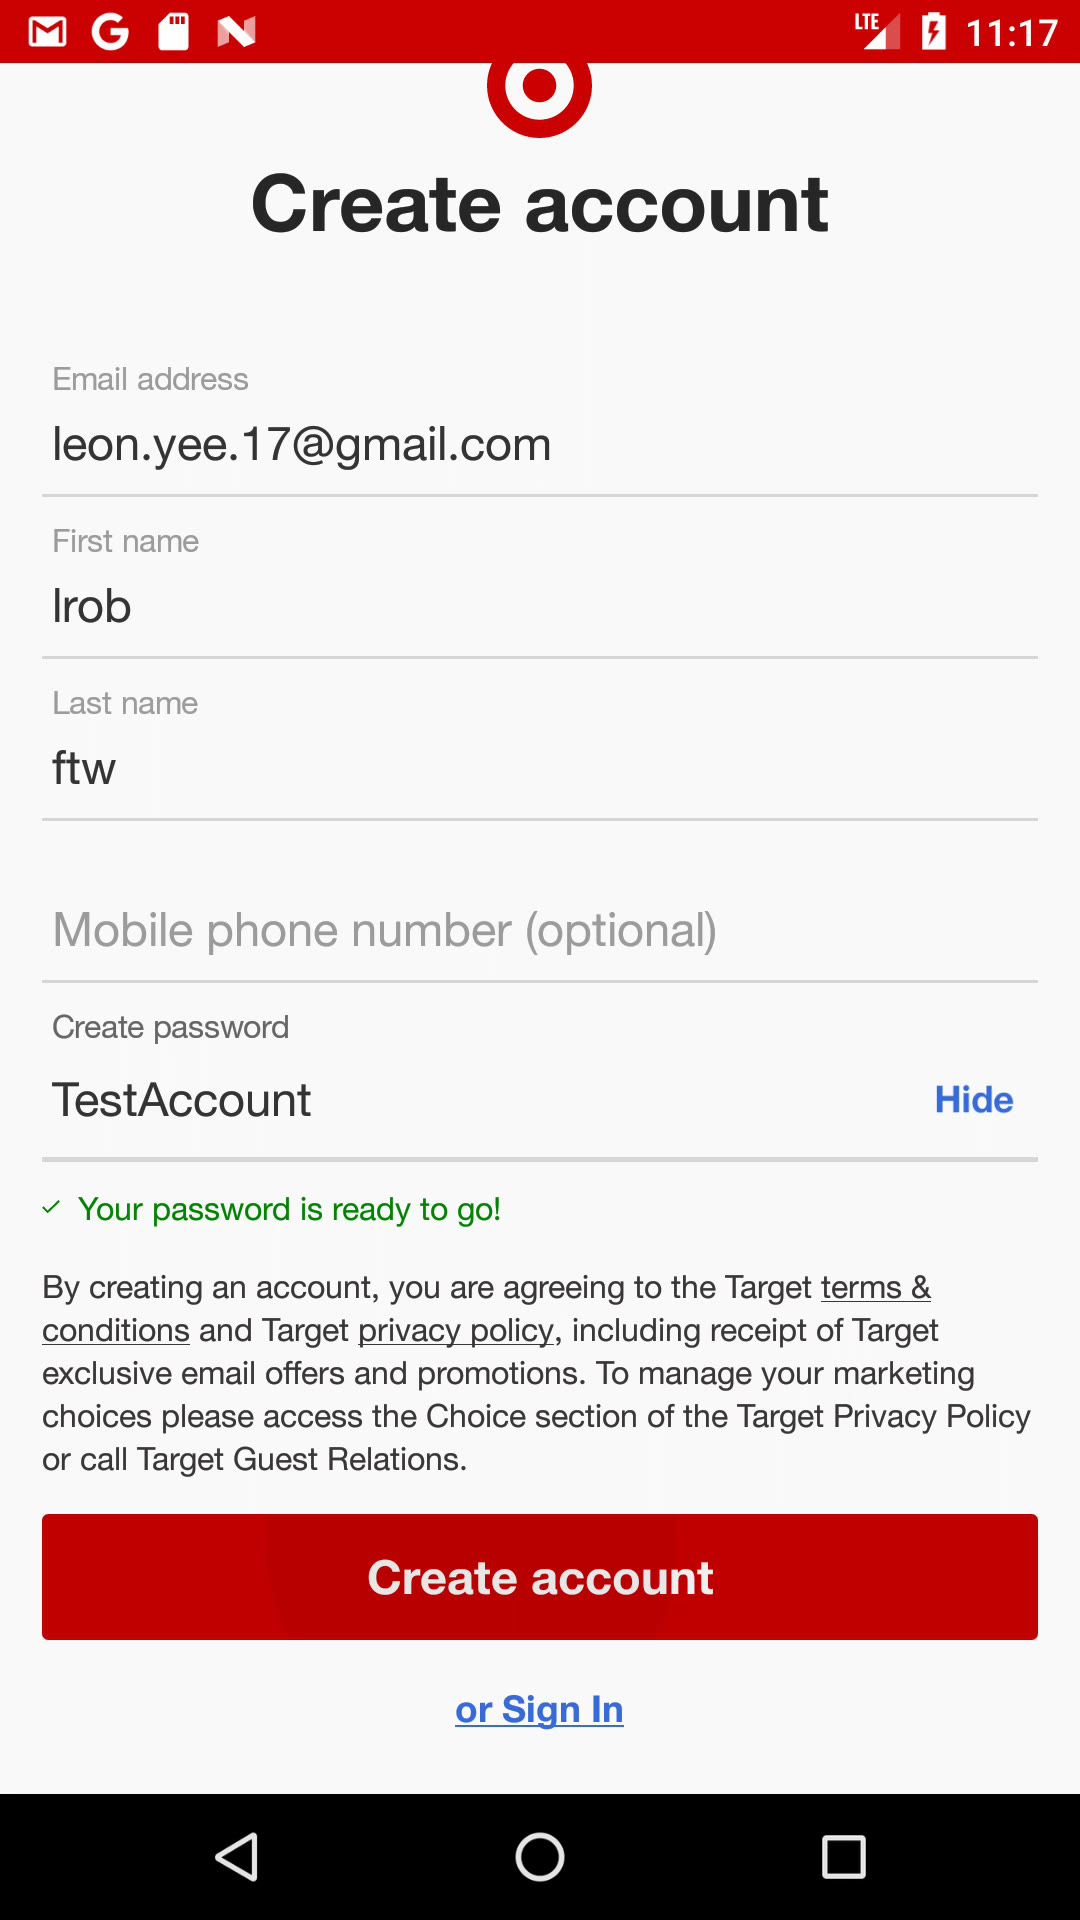 LTE 11:17
Create account
Email address
leon.yee.17@gmail.com
First name
lrob
Last name
ftw
Mobile phone number (optional)
Create password
TestAccount Hide
Your password is ready to go!
By creating an account, you are agreeing to the Target terms &
conditions and Target privacy policy, including receipt of Target
exclusive email offers and promotions. To manage your marketing
choices please access the Choice section of the Target Privacy Policy
or call Target Guest Relations.
Create account
or Sign In